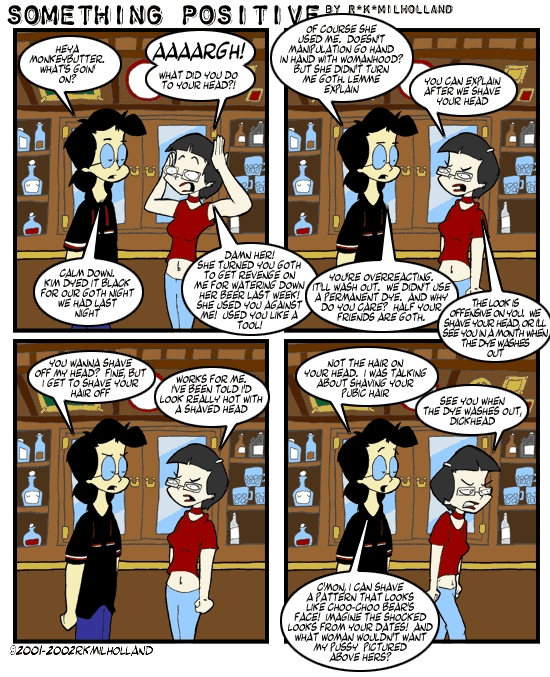 SOMETHING POSITIVE BY R*K*MILHOLLAND
HEYA
MONKEYBUTTER.
WHAT'S GOIN'
ON?
AAAARGH!
WHAT DID YOU DO
TO YOUR HEAD?!
CALM DOWN.
KIM DYED IT BLACK
FOR OUR GOTH NIGHT
WE HAD LAST
NIGHT
DAMN HER!
SHE TURNED YOU GOTH
TO GET REVENGE ON
ME FOR WATERING DOWN
HER BEER LAST WEEK!
SHE USED YOU AGAINST
ME! USED YOU LIKE A
TOOL!
OF COURSE SHE
USED ME. DOESN'T
MANIPULATION GO HAND
IN HAND WITH WOMANHOOD?
BUT SHE DIDN'T TURN
ME GOTH. LEMME
EXPLAIN
YOU CAN EXPLAIN
AFTER WE SHAVE
YOUR HEAD
YOU'RE OVERREACTING.
IT'LL WASH OUT. WE DIDN'T USE
A PERMANENT DYE. AND WHY
DO YOU CARE? HALF YOUR
FRIENDS ARE GOTH.
THE LOOK IS
OFFENSIVE ON YOU. WE
SHAVE YOUR HEAD, OR I'LL
SEE YOU IN A MONTH WHEN
THE DYE WASHES
OUT
YOU WANNA SHAVE
OFF MY HEAD? FINE, BUT
I GET TO SHAVE YOUR
HAIR OFF
WORKS FOR ME.
I'VE BEEN TOLD I'D
LOOK REALLY HOT WITH
A SHAVED HEAD
NOT THE HAIR ON
YOUR HEAD. I WAS TALKING
ABOUT SHAVING YOUR
PUBIC HAIR
SEE YOU WHEN
THE DYE WASHES OUT,
DICKHEAD
C'MON, I CAN SHAVE
A PATTERN THAT LOOKS
LIKE CHOO-CHOO BEAR'S
FACE! IMAGINE THE SHOCKED
LOOKS FROM YOUR DATES! AND
WHAT WOMAN WOULDN'T WANT
MY PUSSY PICTURED
ABOVE HERS?
©2001-2002RKMILHOLLAND